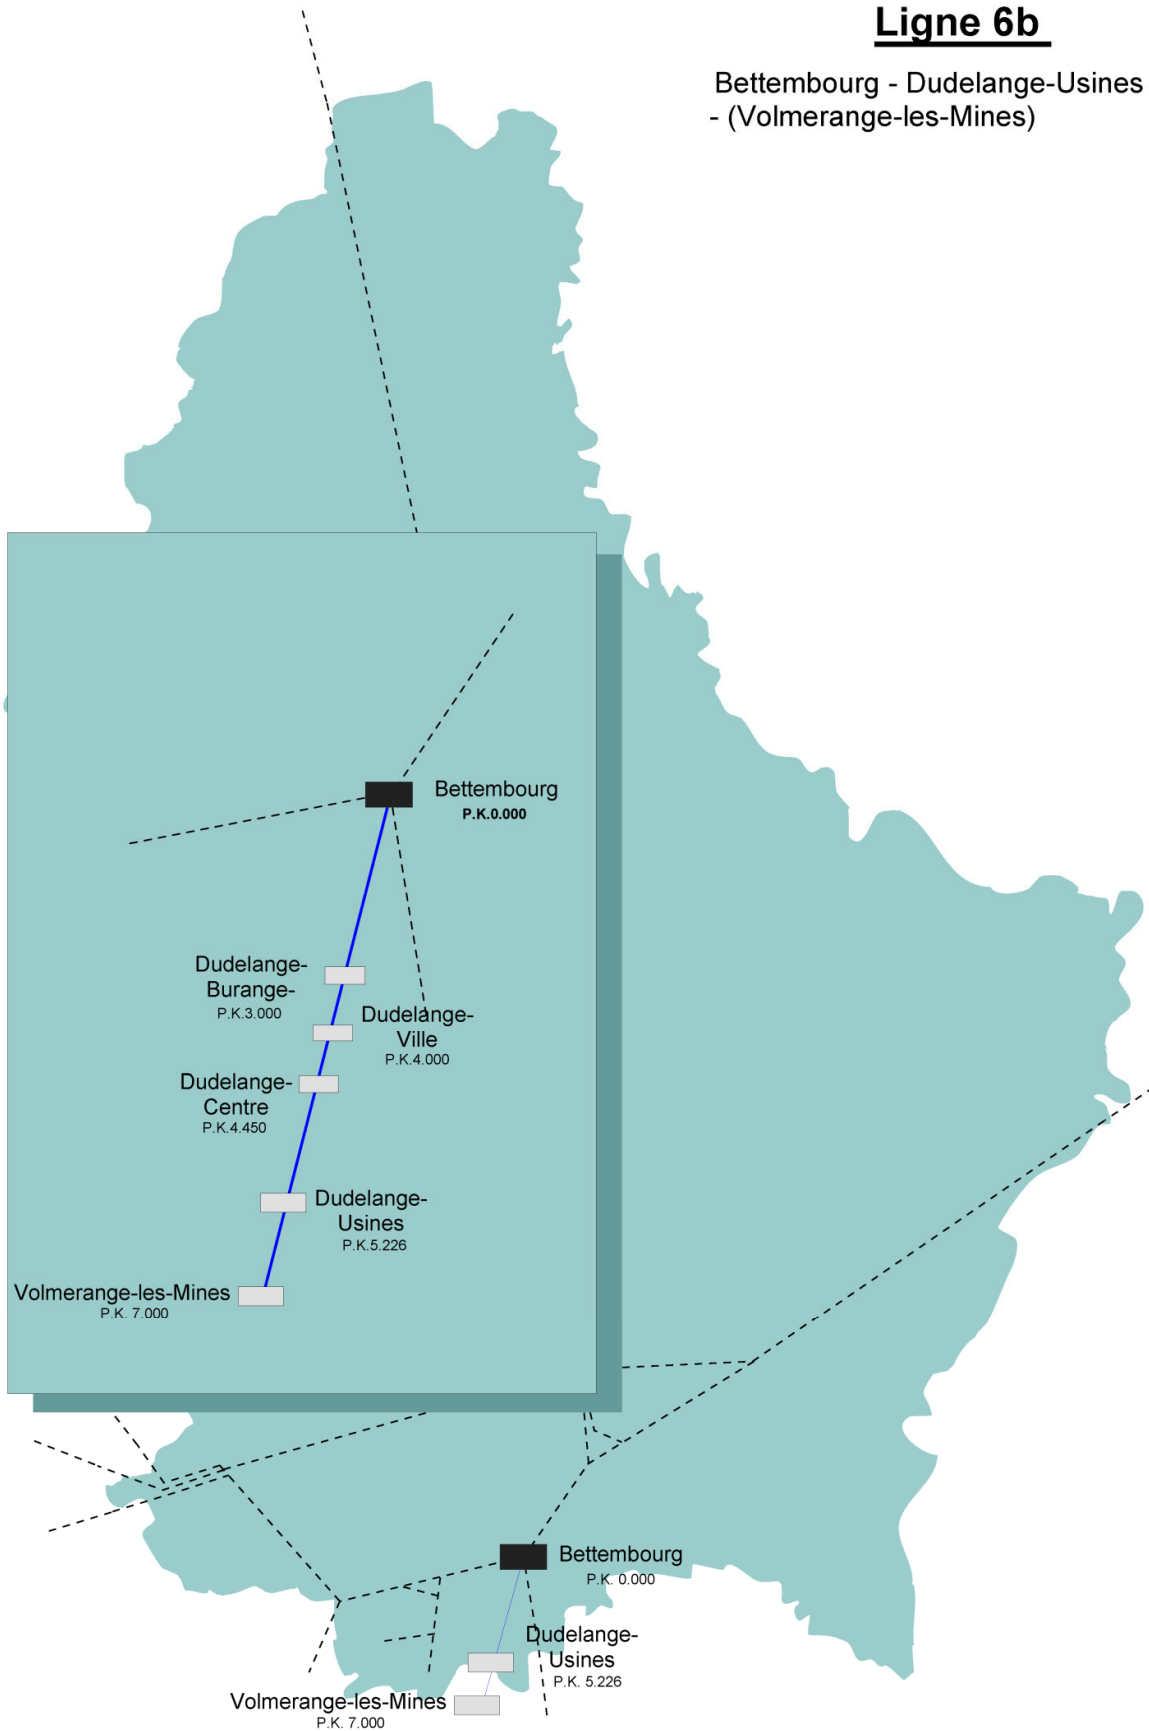 Ligne 6b
Bettembourg - Dudelange-Usines
- (Volmerange-les-Mines)
Bettembourg
P.K.0.000
Dudelange-
Burange-
P.K.3.000
Dudelange-
Ville
P.K.4.000
Dudelange-
Centre
P.K.4.450
Dudelange-
Usines
P.K.5.226
Volmerange-les-Mines
P.K. 7.000
Bettembourg
P.K. 0.000
Dudelange-
Usines
P.K. 5.226
Volmerange-les-Mines
P.K. 7.000